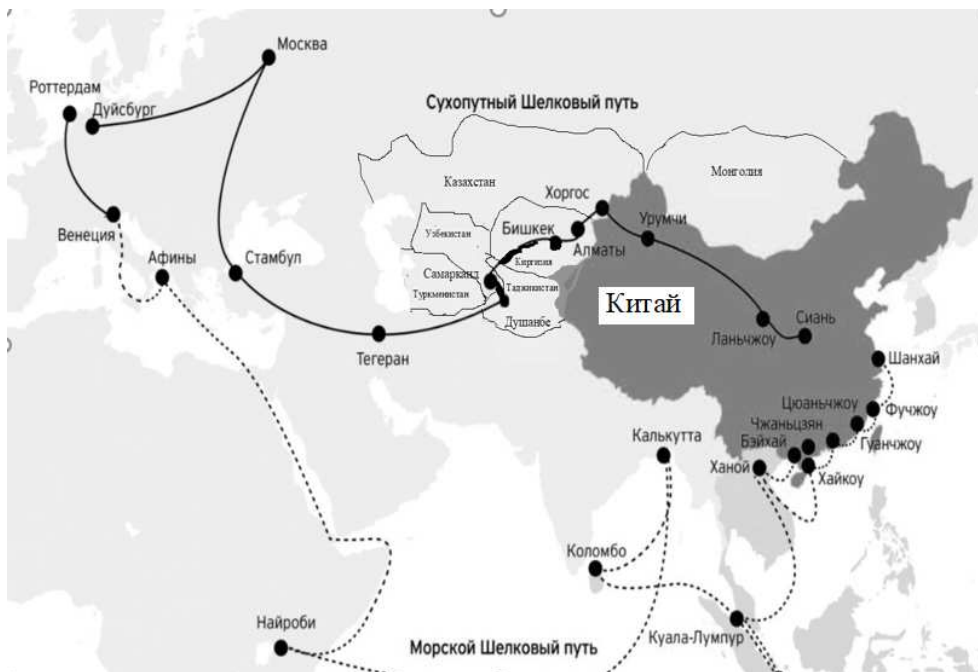 Москва
Роттердам
Дуйсбург
Сухопутный Шелковый путь
Казахстан
Монголия
Хоргос
Венеция
Узбекистан
Бишкек
Урумчи
Алматы
Афины
Стамбул
Киргизия
Самарканд
Таджикистан
Туркменистан
Китай
Душанбе
Тегеран
Ланьчжоу
Сиань
Шанхай
Цюаньчжоу
Фучжоу
Чжаньцзян
Гуанчжоу
Бэйхай
Калькутта
Ханой
Хайкоу
Коломбо
Найроби
Куала-Лумпур
Морской Шелковый путь